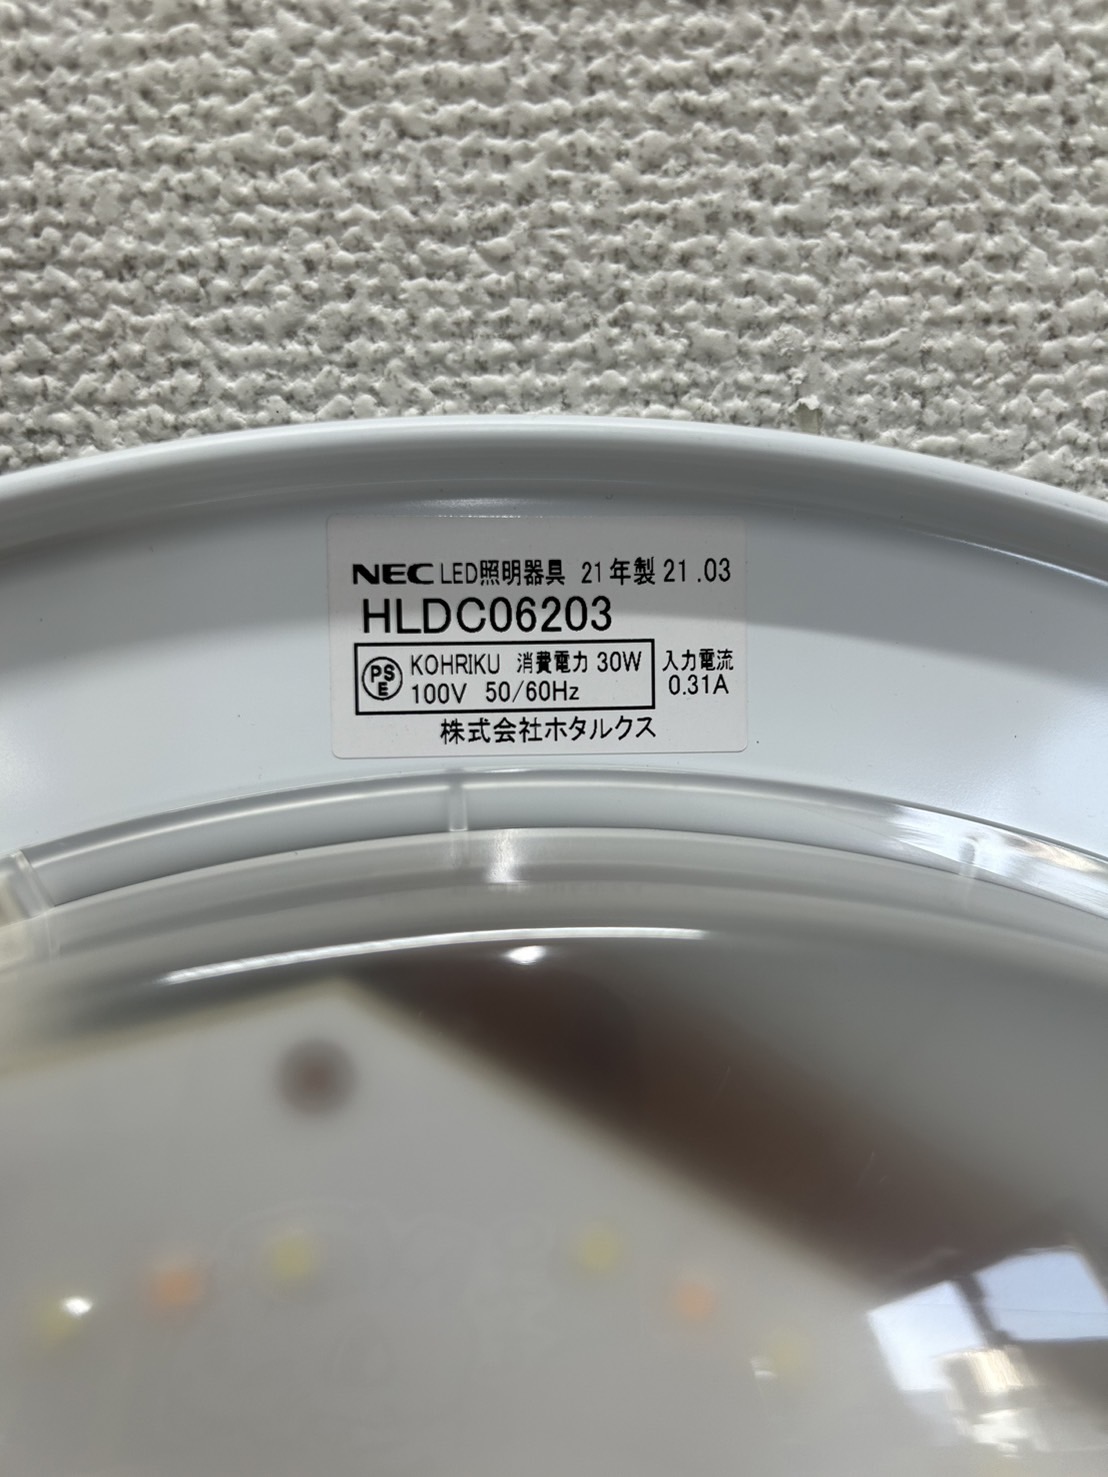 NEC LED照明器具 21年製 21.03
HLDC06203
PSE KOHRIKU 消費電力 30W
100V 50/60Hz
入力電流
0.31A
株式会社ホタルクス